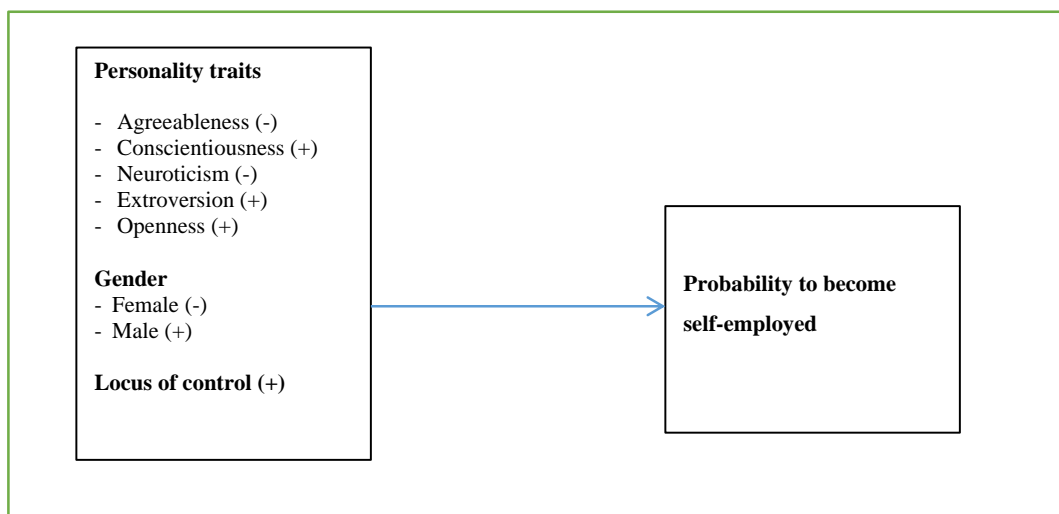 Personality traits
- Agreeableness (-)
- Conscientiousness (+)
- Neuroticism (-)
- Extroversion (+)
- Openness (+)
Gender
- Female (-)
- Male (+)
Locus of control (+)
Probability to become
self-employed